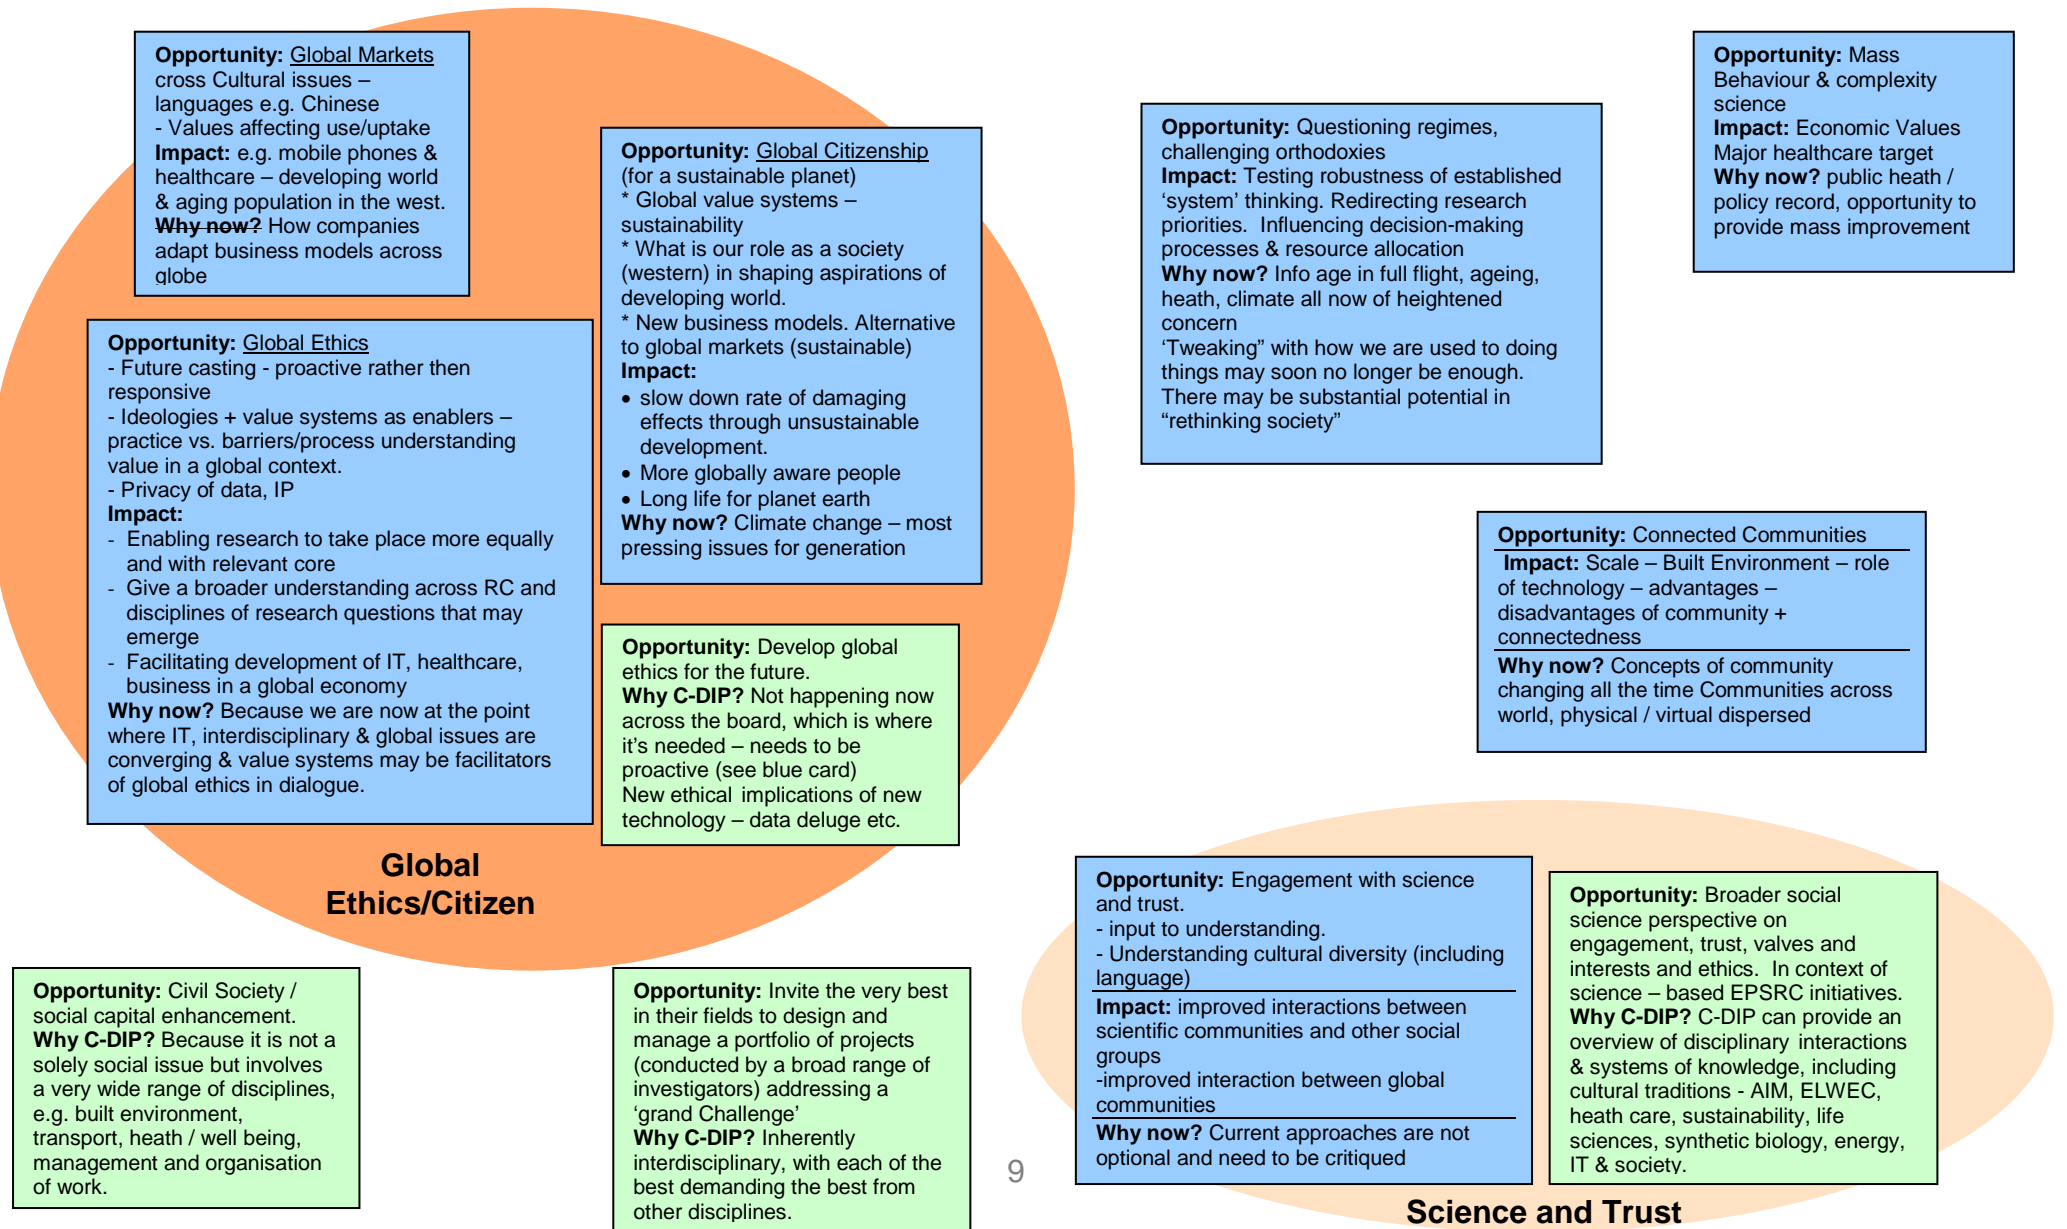 Opportunity: Global Markets
cross Cultural issues –
languages e.g. Chinese
- Values affecting use/uptake
Impact: e.g. mobile phones &
healthcare – developing world
& aging population in the west.
Why now? How companies
adapt business models across
globe
Opportunity: Global Citizenship
(for a sustainable planet)
* Global value systems –
sustainability
* What is our role as a society
(western) in shaping aspirations of
developing world.
* New business models. Alternative
to global markets (sustainable)
Impact:
• slow down rate of damaging
effects through unsustainable
development.
• More globally aware people
• Long life for planet earth
Why now? Climate change – most
pressing issues for generation
Opportunity: Global Ethics
- Future casting - proactive rather then
responsive
- Ideologies + value systems as enablers –
practice vs. barriers/process understanding
value in a global context.
- Privacy of data, IP
Impact:
- Enabling research to take place more equally
and with relevant core
- Give a broader understanding across RC and
disciplines of research questions that may
emerge
- Facilitating development of IT, healthcare,
business in a global economy
Why now? Because we are now at the point
where IT, interdisciplinary & global issues are
converging & value systems may be facilitators
of global ethics in dialogue.
Opportunity: Develop global
ethics for the future.
Why C-DIP? Not happening now
across the board, which is where
it's needed – needs to be
proactive (see blue card)
New ethical implications of new
technology – data deluge etc.
Global
Ethics/Citizen
Opportunity: Questioning regimes,
challenging orthodoxies
Impact: Testing robustness of established
‘system’ thinking. Redirecting research
priorities. Influencing decision-making
processes & resource allocation
Why now? Info age in full flight, ageing,
heath, climate all now of heightened
concern
‘Tweaking” with how we are used to doing
things may soon no longer be enough.
There may be substantial potential in
“rethinking society”
Opportunity: Mass
Behaviour & complexity
science
Impact: Economic Values
Major healthcare target
Why now? public heath /
policy record, opportunity to
provide mass improvement
Opportunity: Connected Communities
Impact: Scale – Built Environment – role
of technology – advantages –
disadvantages of community +
connectedness
Why now? Concepts of community
changing all the time Communities across
world, physical / virtual dispersed
Opportunity: Civil Society /
social capital enhancement.
Why C-DIP? Because it is not a
solely social issue but involves
a very wide range of disciplines,
e.g. built environment,
transport, heath / well being,
management and organisation
of work.
Opportunity: Invite the very best
in their fields to design and
manage a portfolio of projects
(conducted by a broad range of
investigators) addressing a
‘grand Challenge’
Why C-DIP? Inherently
interdisciplinary, with each of the
best demanding the best from
other disciplines.
9
Opportunity: Engagement with science
and trust.
- input to understanding.
- Understanding cultural diversity (including
language)
Impact: improved interactions between
scientific communities and other social
groups
-improved interaction between global
communities
Why now? Current approaches are not
optional and need to be critiqued
Opportunity: Broader social
science perspective on
engagement, trust, valves and
interests and ethics. In context of
science – based EPSRC initiatives.
Why C-DIP? C-DIP can provide an
overview of disciplinary interactions
& systems of knowledge, including
cultural traditions - AIM, ELWEC,
heath care, sustainability, life
sciences, synthetic biology, energy,
IT & society.
Science and Trust